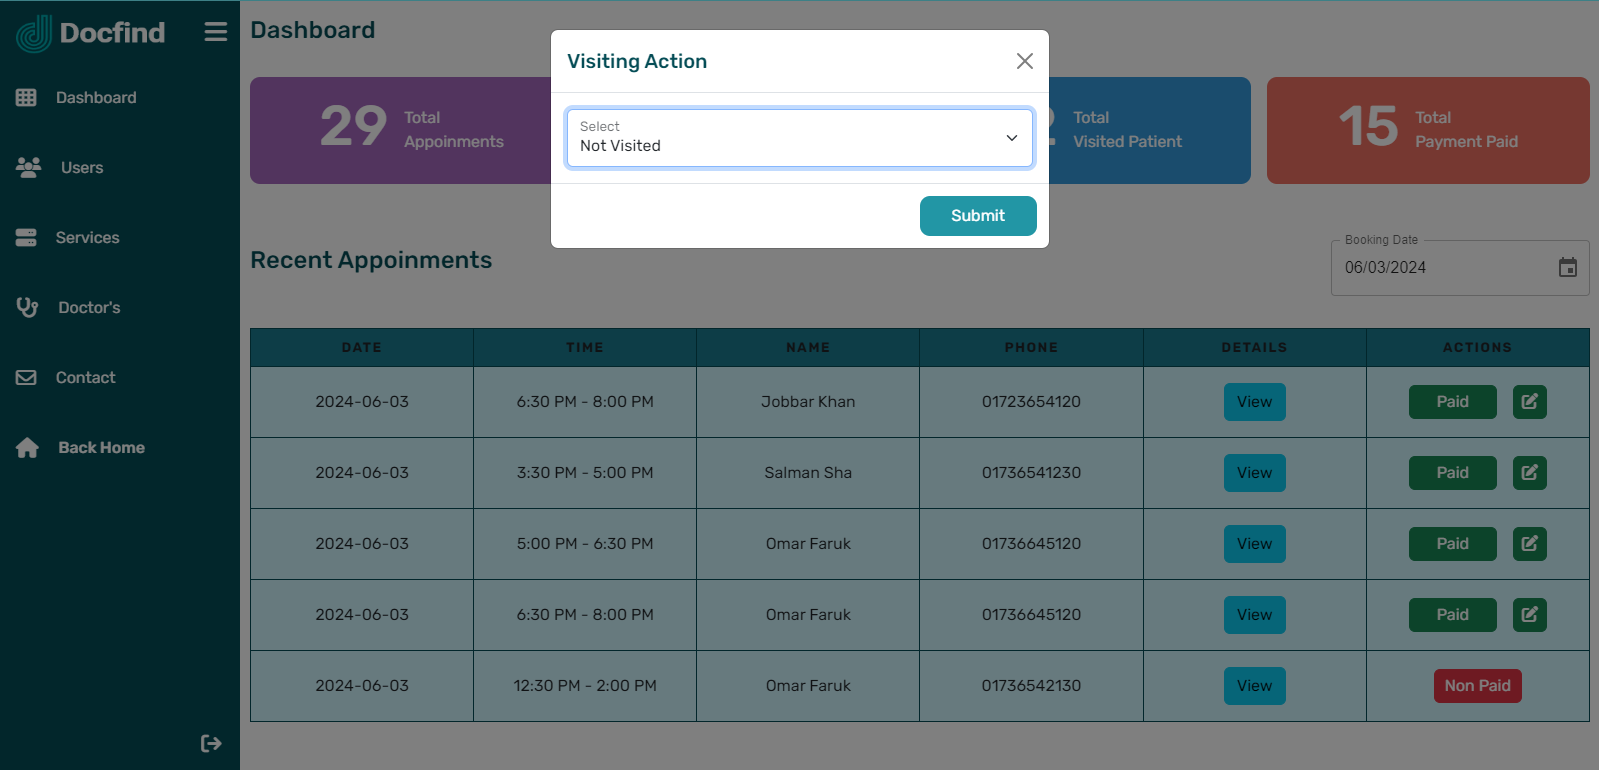 Docfind
Dashboard
Users
Services
Doctor's
Contact
Back Home
Dashboard
Visiting Action
Select
Not Visited
Submit
29
Total
Appoinments
Total
Visited Patient
15
Total
Payment Paid
Recent Appoinments
Booking Date
06/03/2024
DATE TIME NAME PHONE DETAILS ACTIONS
2024-06-03 6:30 PM - 8:00 PM Jobbar Khan 01723654120 View Paid
2024-06-03 3:30 PM - 5:00 PM Salman Sha 01736541230 View Paid
2024-06-03 5:00 PM - 6:30 PM Omar Faruk 01736645120 View Paid
2024-06-03 6:30 PM - 8:00 PM Omar Faruk 01736645120 View Paid
2024-06-03 12:30 PM - 2:00 PM Omar Faruk 01736542130 View Non Paid